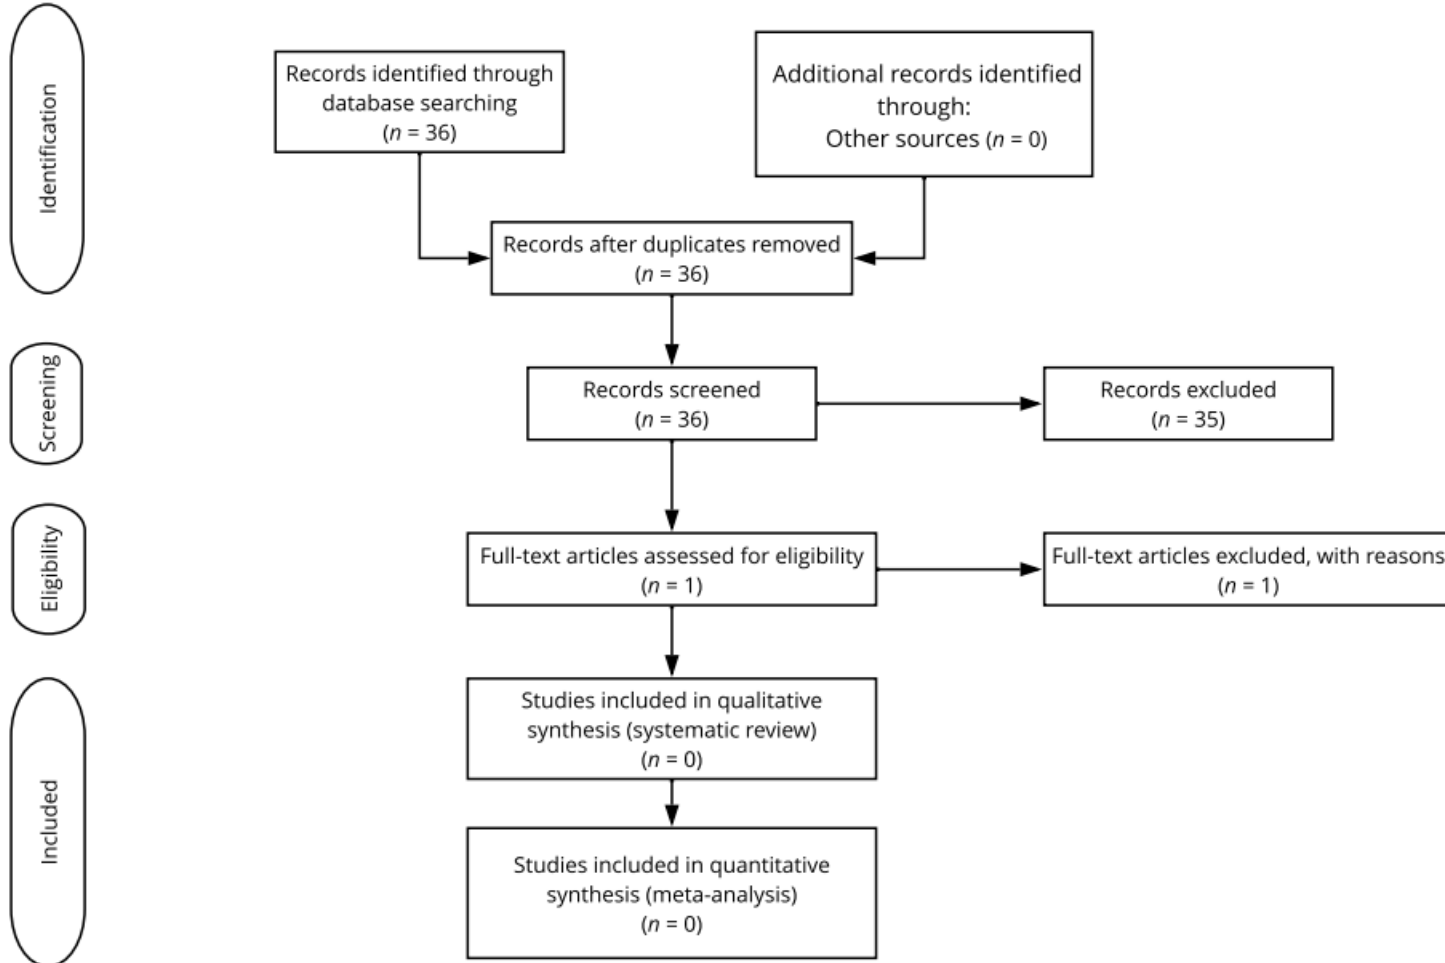 Identification
Records identified through
database searching
(n = 36)
Additional records identified
through:
Other sources (n = 0)
Records after duplicates removed
(n = 36)
Screening
Records screened
(n = 36)
Records excluded
(n = 35)
Eligibility
Full-text articles assessed for eligibility
(n = 1)
Full-text articles excluded, with reasons
(n = 1)
Included
Studies included in qualitative
synthesis (systematic review)
(n = 0)
Studies included in quantitative
synthesis (meta-analysis)
(n = 0)